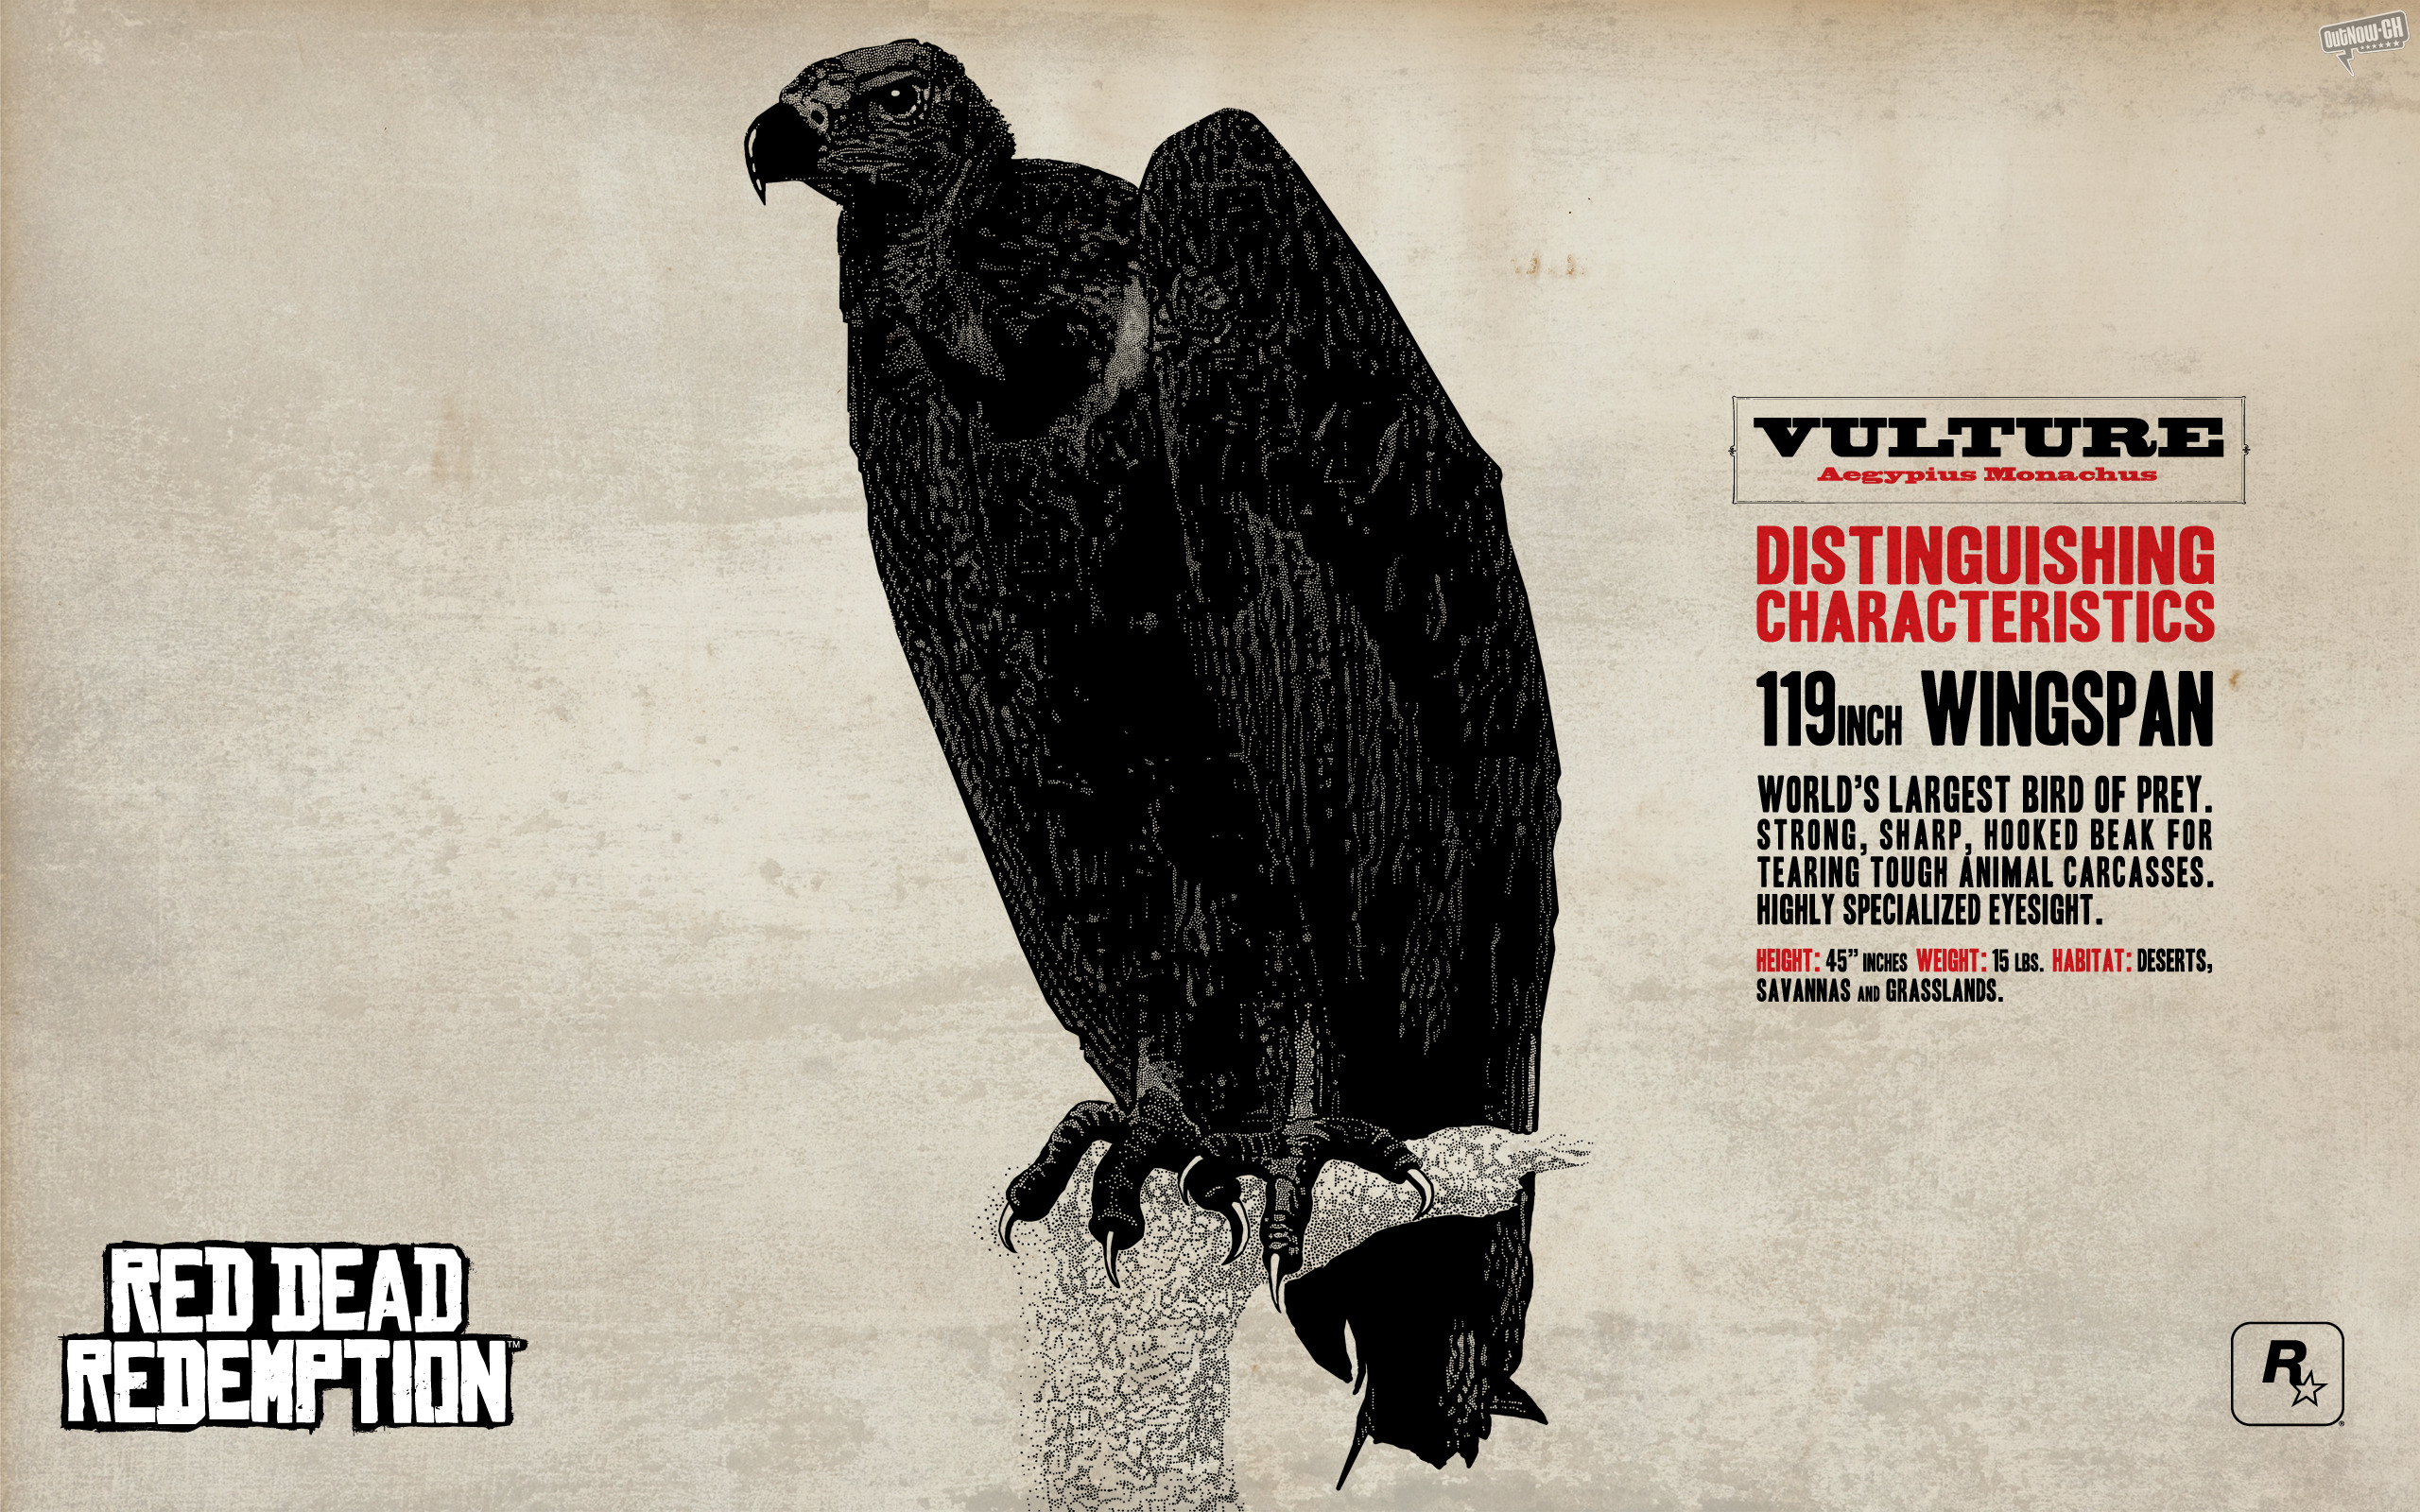 OutNow.CH
VULTURE
Aegypius Monachus
DISTINGUISHING
CHARACTERISTICS
119INCH WINGSPAN
WORLD'S LARGEST BIRD OF PREY.
STRONG, SHARP, HOOKED BEAK FOR
TEARING TOUGH ANIMAL CARCASSES.
HIGHLY SPECIALIZED EYESIGHT.
HEIGHT: 45” INCHES WEIGHT: 15 LBS. HABITAT: DESERTS,
SAVANNAS AND GRASSLANDS.
RED DEAD
REDEMPTION™
R